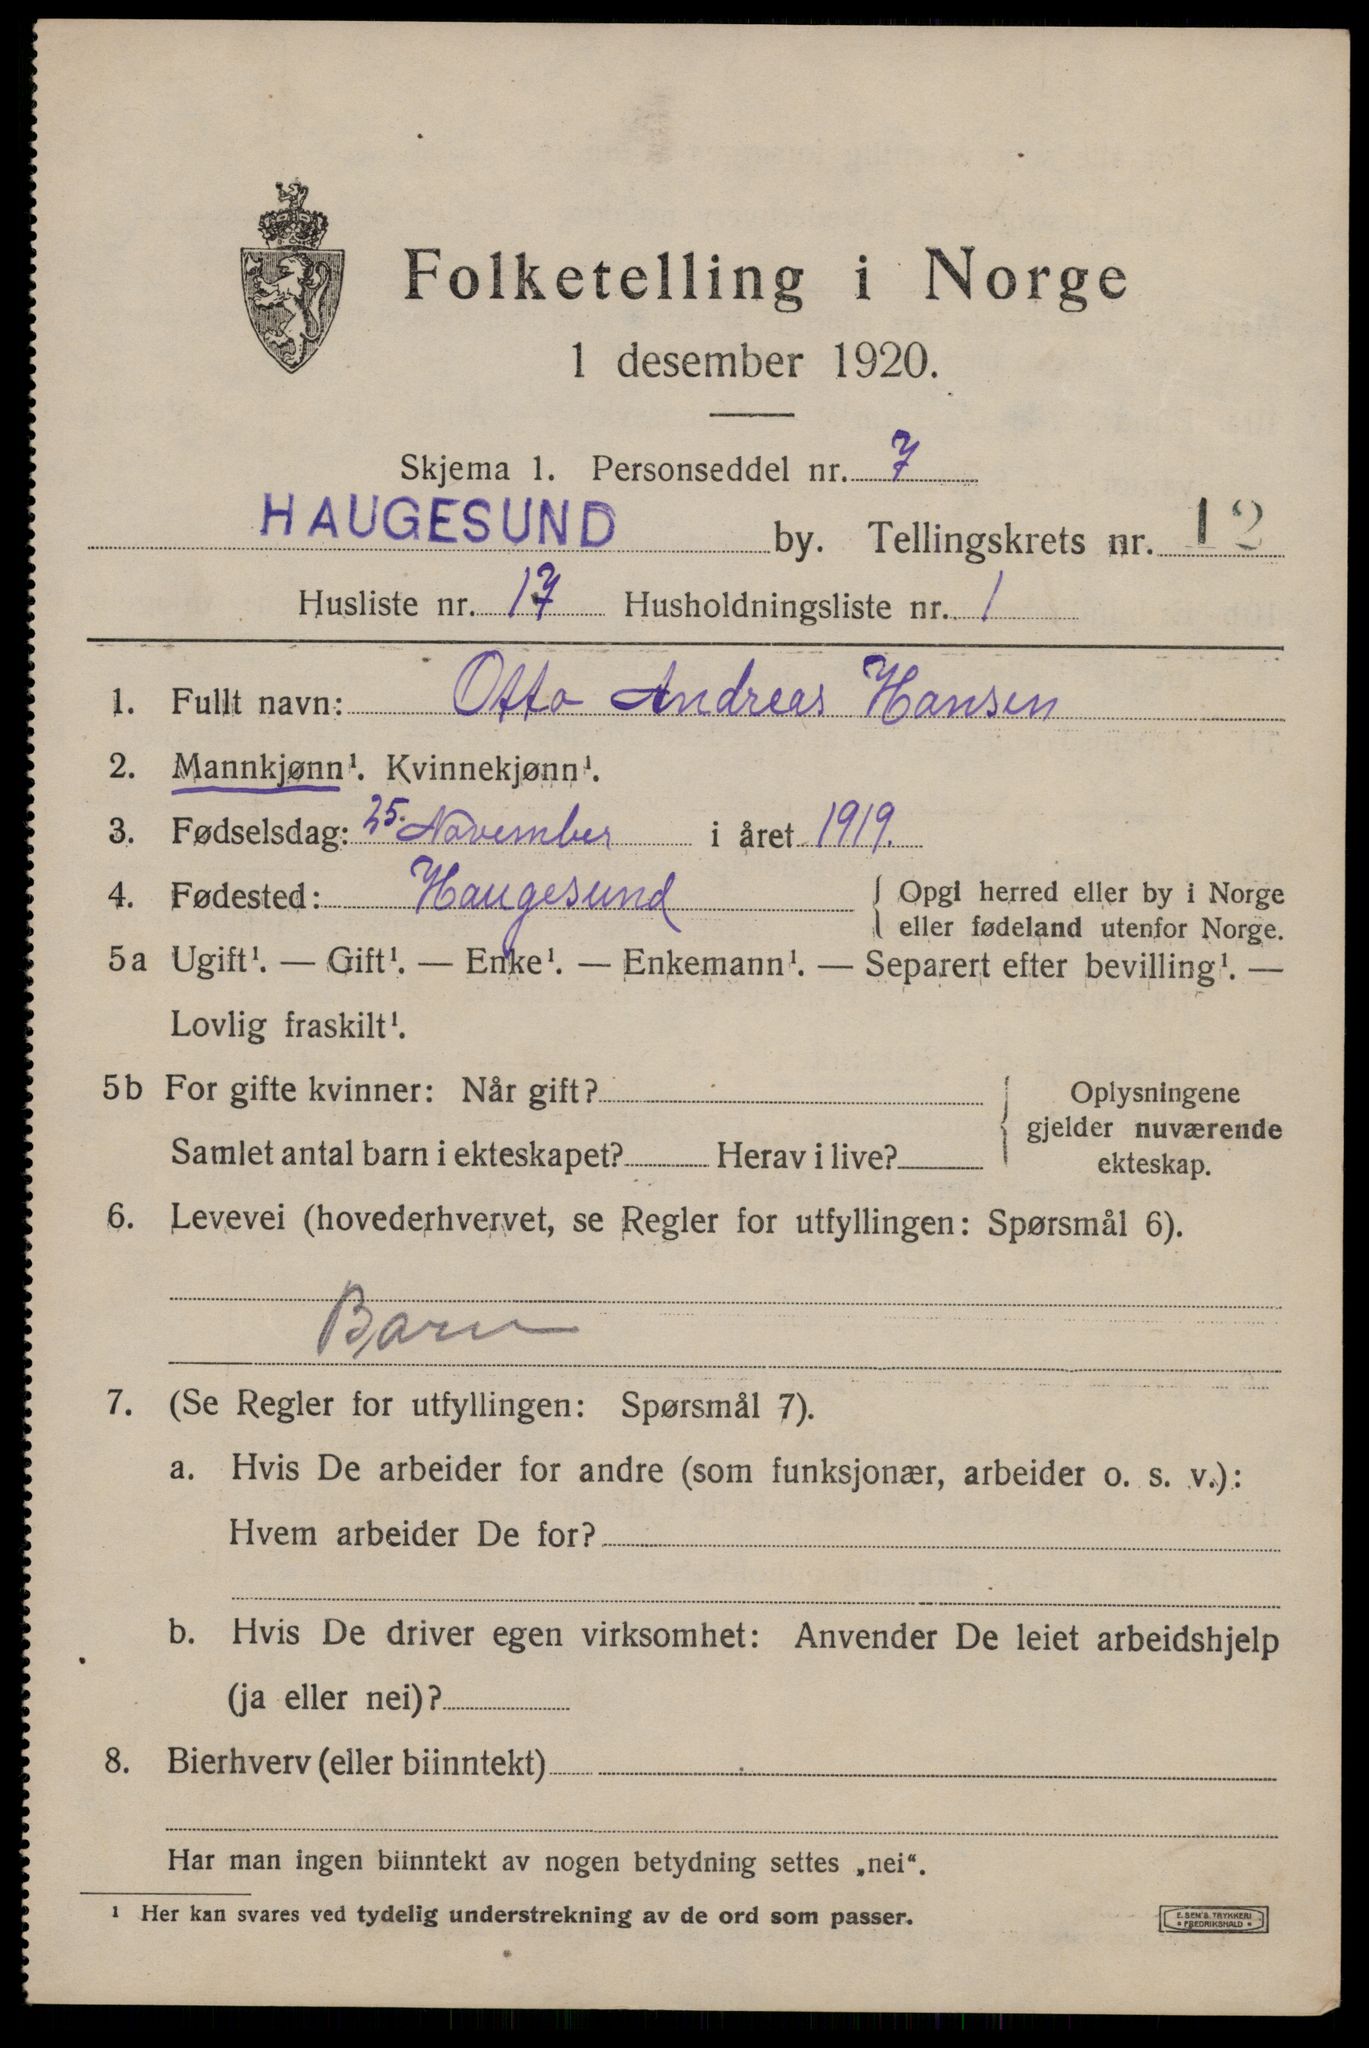 Folketelling i Norge
1 desember 1920.
Skjema 1. Personseddel nr. 7
HAUGESUND by. Tellingskrets nr. 12
Husliste nr. 17 Husholdningsliste nr. 1
1. Fullt navn: Otto Andreas Hansen
2. Mannkjønn¹. Kvinnekjønn¹.
3. Fødselsdag: 25. November i året 1919.
4. Fødested: Haugesund { Opgi herred eller by i Norge
eller fødeland utenfor Norge.
5a Ugift¹. — Gift¹. — Enke¹. — Enkemann¹. — Separert efter bevilling¹. —
Lovlig fraskilt¹.
5b For gifte kvinner: Når gift? { Oplysningene
gjelder nuværende
Samlet antal barn i ekteskapet? Herav i live? ekteskap.
6. Levevei (hovederhvervet, se Regler for utfyllingen: Spørsmål 6).
Barn
7. (Se Regler for utfyllingen: Spørsmål 7).
a. Hvis De arbeider for andre (som funksjonær, arbeider o. s. v.):
Hvem arbeider De for?
b. Hvis De driver egen virksomhet: Anvender De leiet arbeidshjelp
(ja eller nei)?
8. Bierhverv (eller biinntekt)
Har man ingen biinntekt av nogen betydning settes „nei“.
¹ Her kan svares ved tydelig understrekning av de ord som passer.
E. SEM'S TRYKKERI
* FREDRIKSHALD *